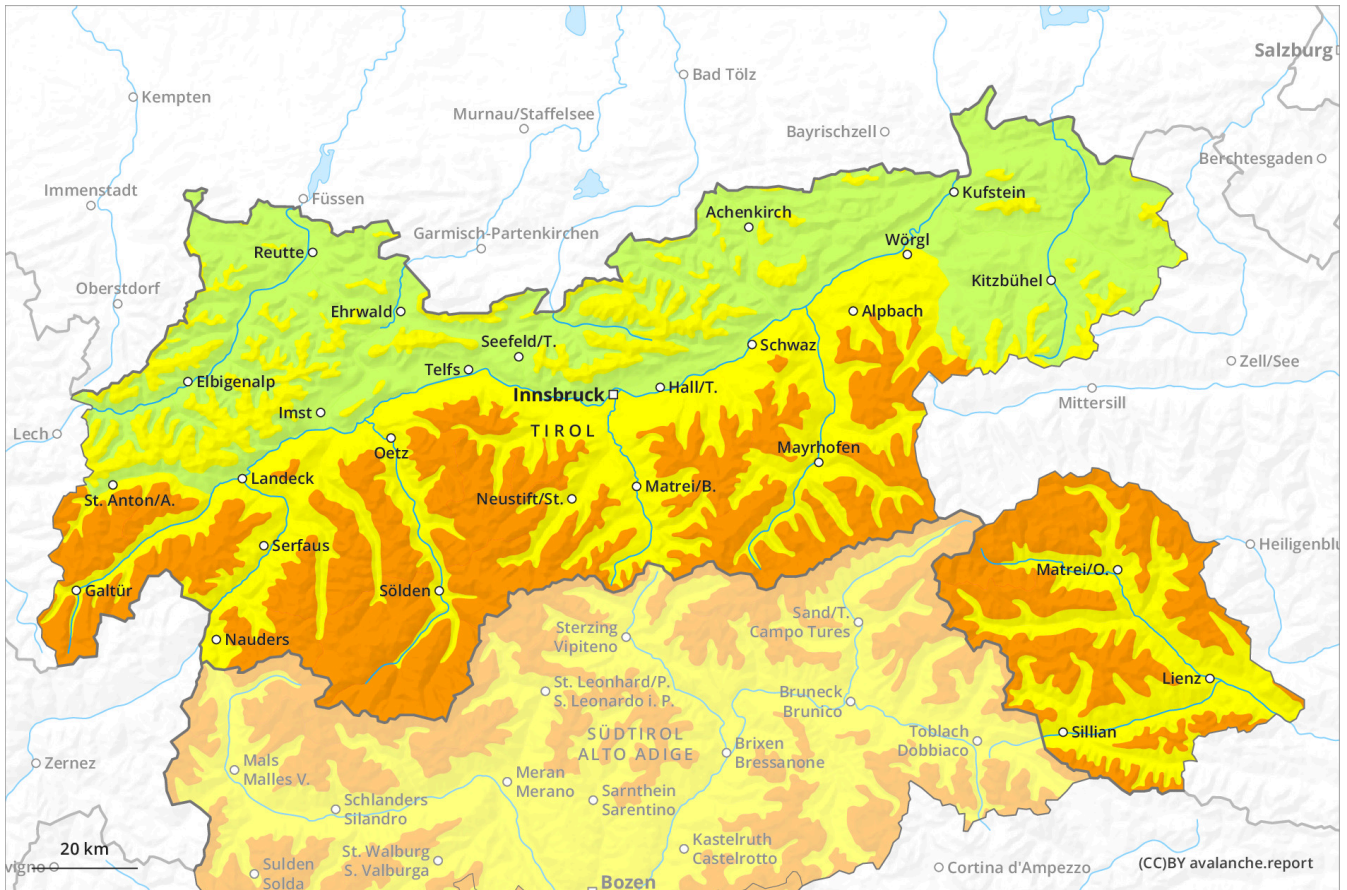 Salzburg
Bad Tölz
Kempten
Murnau/Staffelsee
Bayrischzell
Berchtesgaden
Immenstadt
Füssen
Kufstein
Achenkirch
Garmisch-Partenkirchen
Reutte
Wörgl
Oberstdorf
Kitzbühel
Ehrwald
Alpbach
Seefeld/T.
Schwaz
Zell/See
Telfs
Elbigenalp
Hall/T.
Innsbruck
Mittersill
Imst
Lech
TIROL
Oetz
Mayrhofen
Landeck
St. Anton/A.
Neustift/St.
Matrei/B.
Serfaus
Heiligenblu
Matrei/O.
Galtür
Sölden
Sand/T.
Campo Tures
Sterzing
Vipiteno
Nauders
Lienz
St. Leonhard/P.
S. Leonardo i. P.
Bruneck
Brunico
SÜDTIROL
ALTO ADIGE
Toblach
Dobbiaco
Sillian
Brixen
Bressanone
Zernez
Mals
Malles V.
Meran
Merano
Sarnthein
Sarentino
Schlanders
Silandro
Kastelruth
Castelrotto
20 km
St. Walburg
S. Valburga
vigno
Sulden
Solda
Bozen
Cortina d'Ampezzo
(CC)BY avalanche.report